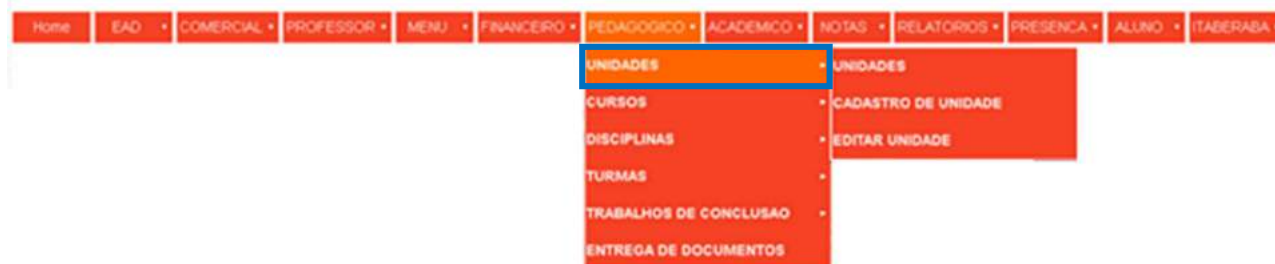 Home EAD COMERCIAL PROFESSOR MENU FINANCEIRO PEDAGOGICO ACADEMICO NOTAS RELATORIOS PRESENCA ALUNO ITABERABA
UNIDADES UNIDADES
CURSOS CADASTRO DE UNIDADE
DISCIPLINAS EDITAR UNIDADE
TURMAS
TRABALHOS DE CONCLUSAO
ENTREGA DE DOCUMENTOS